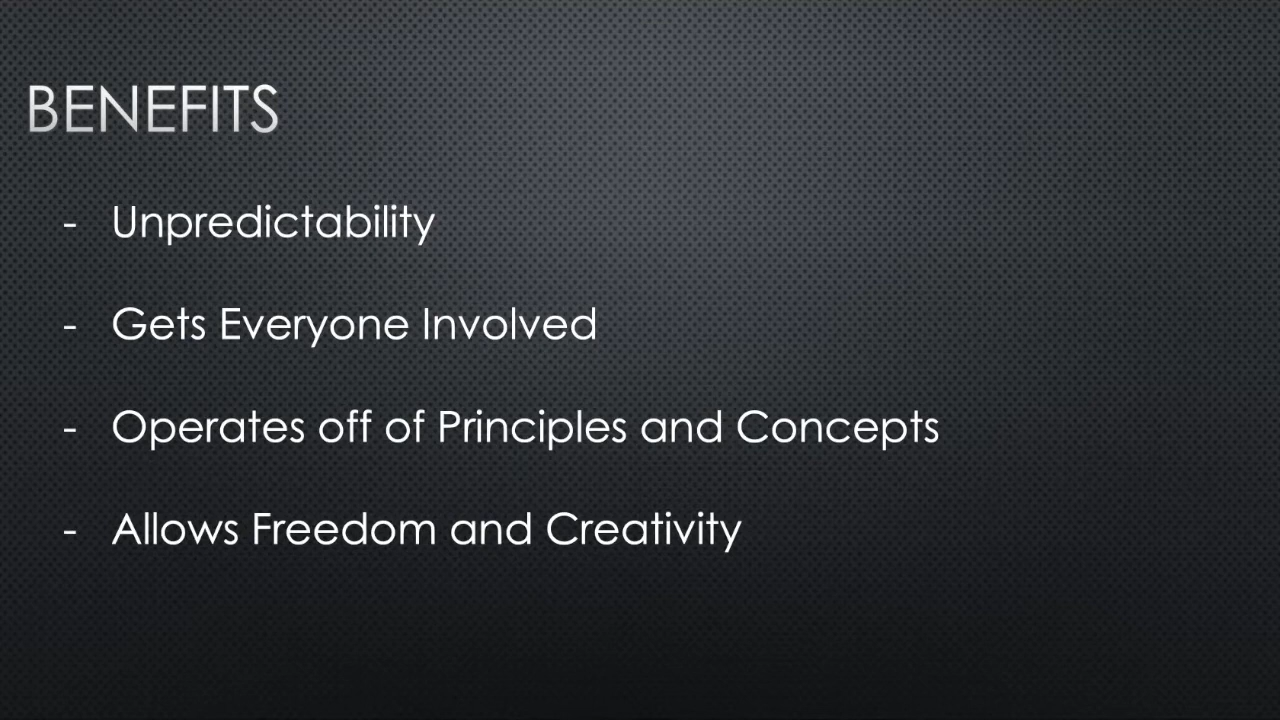 BENEFITS
- Unpredictability
- Gets Everyone Involved
- Operates off of Principles and Concepts
- Allows Freedom and Creativity